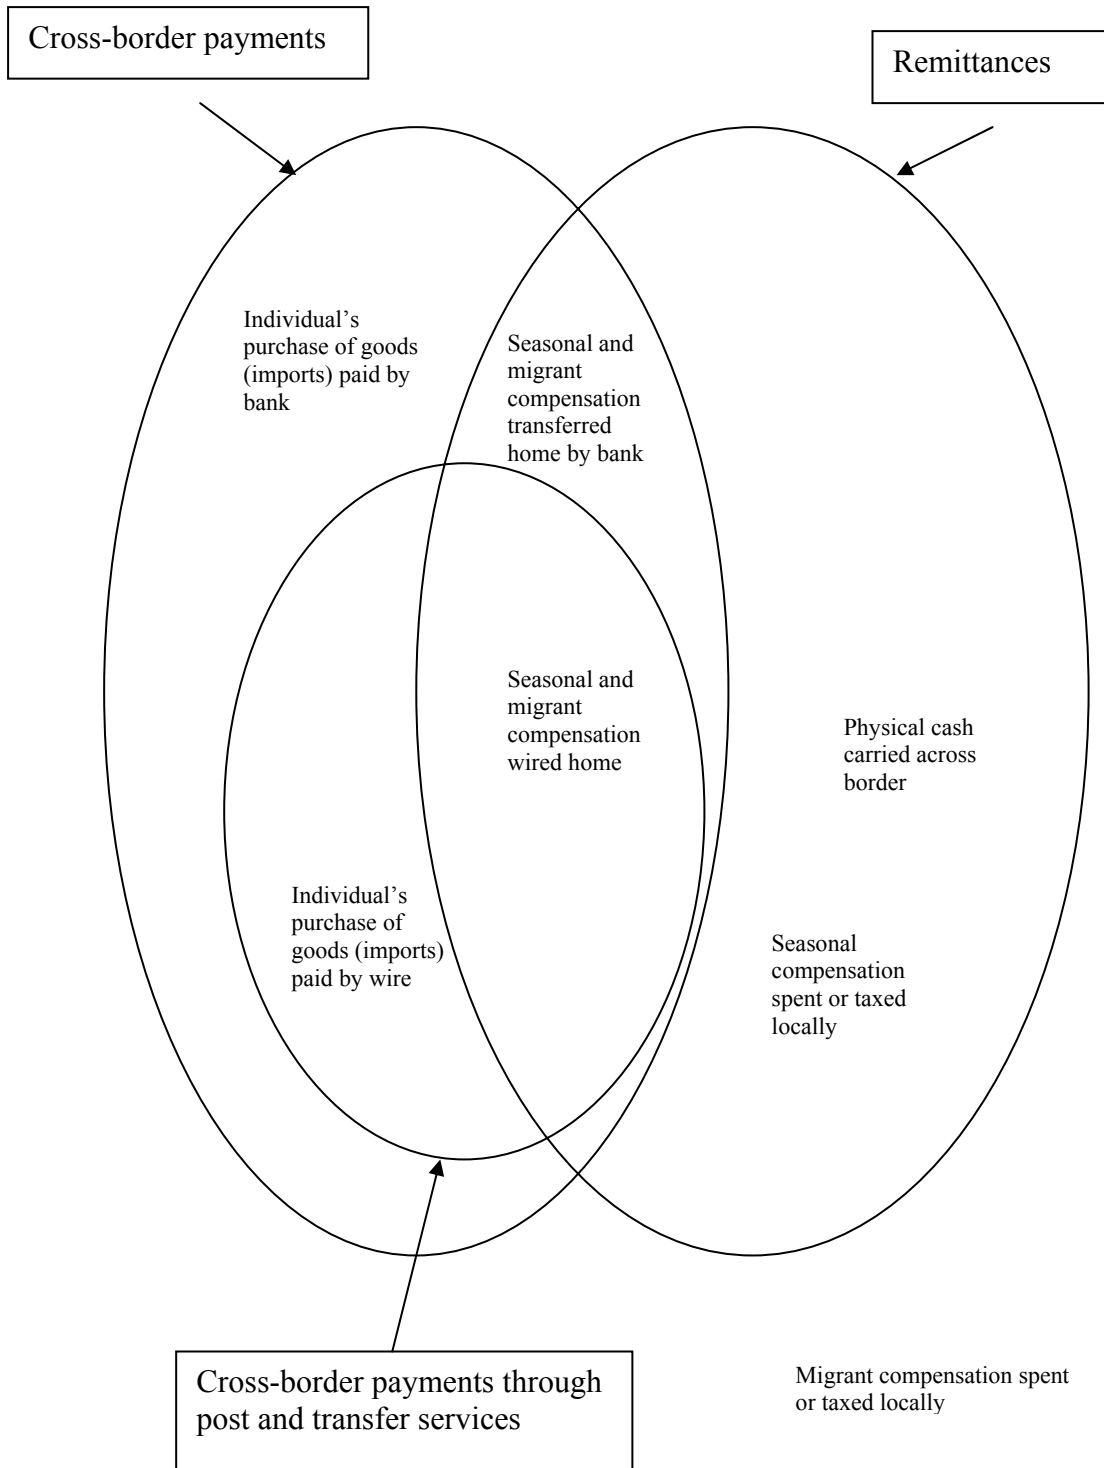 Cross-border payments
Remittances
Individual’s
purchase of goods
(imports) paid by
bank
Seasonal and
migrant
compensation
transferred
home by bank
Seasonal and
migrant
compensation
wired home
Physical cash
carried across
border
Individual’s
purchase of
goods (imports)
paid by wire
Seasonal
compensation
spent or taxed
locally
Cross-border payments through
post and transfer services
Migrant compensation spent
or taxed locally